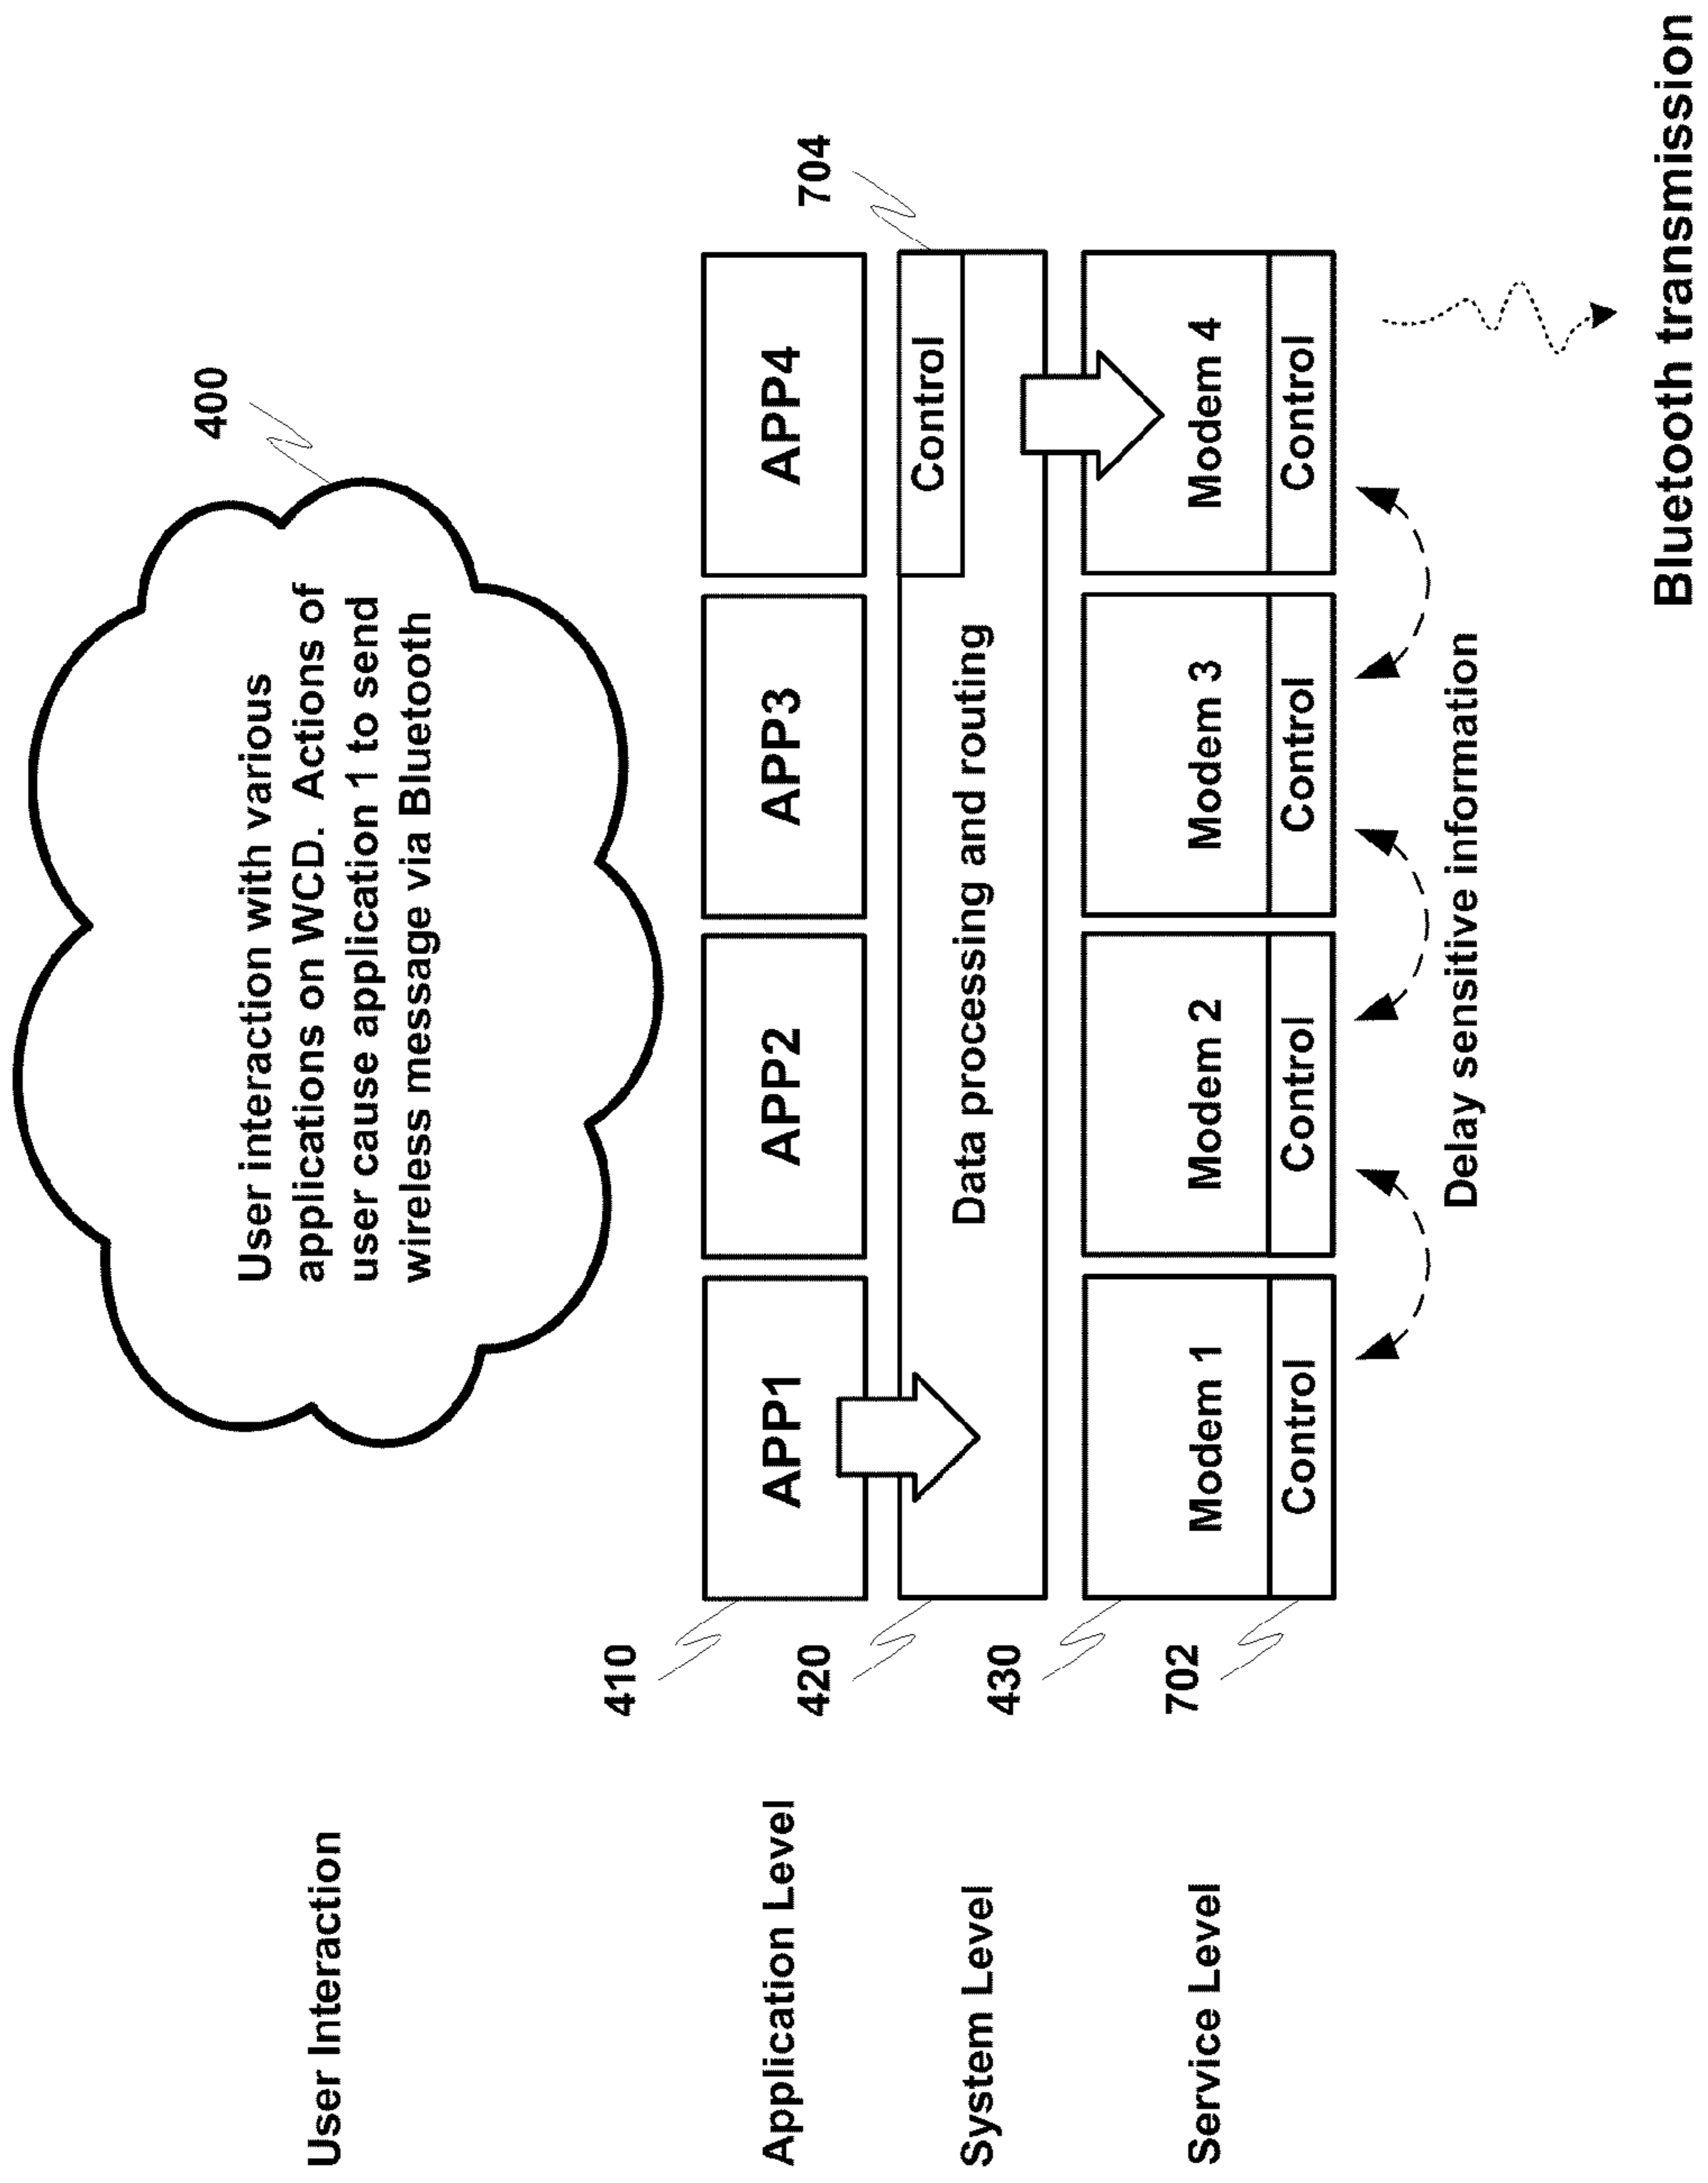 400
User interaction with various
applications on WCD.  Actions of
user cause application 1 to send
wireless message via Bluetooth
User Interaction
410
Application Level
APP1
APP2
APP3
APP4
704
420
System Level
Control
Data processing and routing
430
Service Level
Modem 1
Modem 2
Modem 3
Modem 4
702
Control
Control
Control
Control
Delay sensitive information
Bluetooth transmission